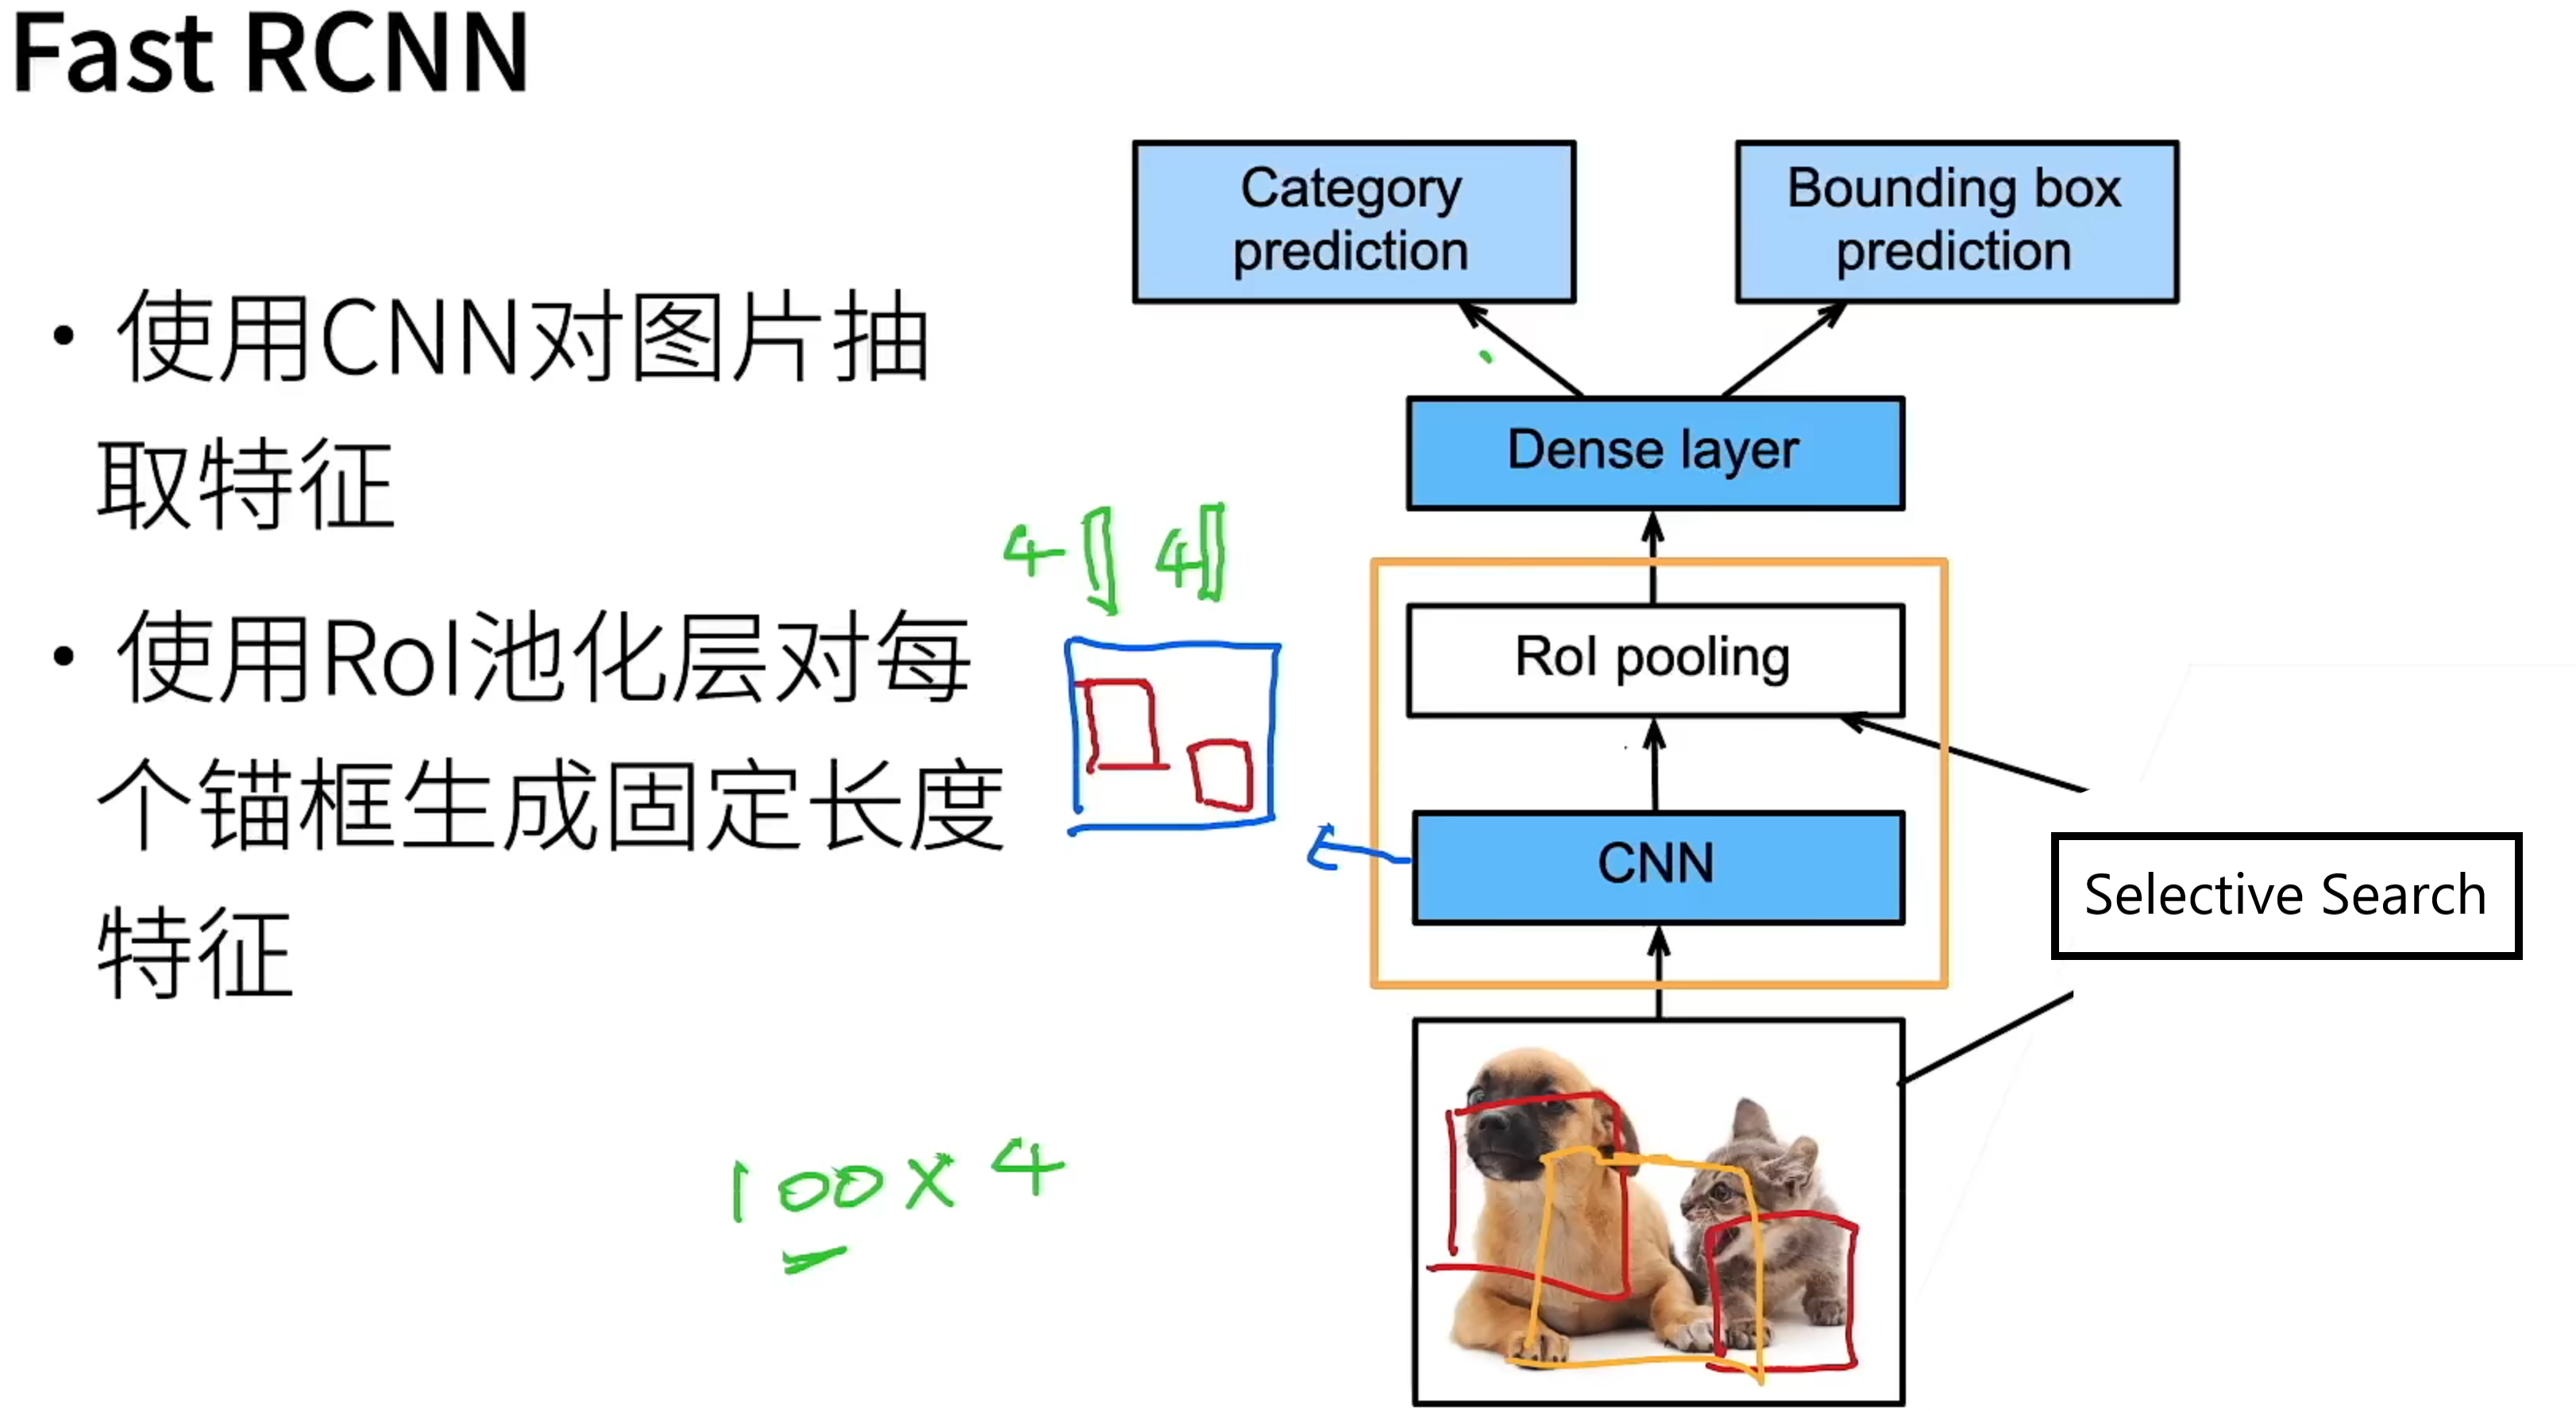 Fast RCNN
• 使用CNN对图片抽
取特征
• 使用RoI池化层对每
个锚框生成固定长度
特征
Category
prediction
Bounding box
prediction
Dense layer
4 4
RoI pooling
CNN
Selective Search
100 x 4